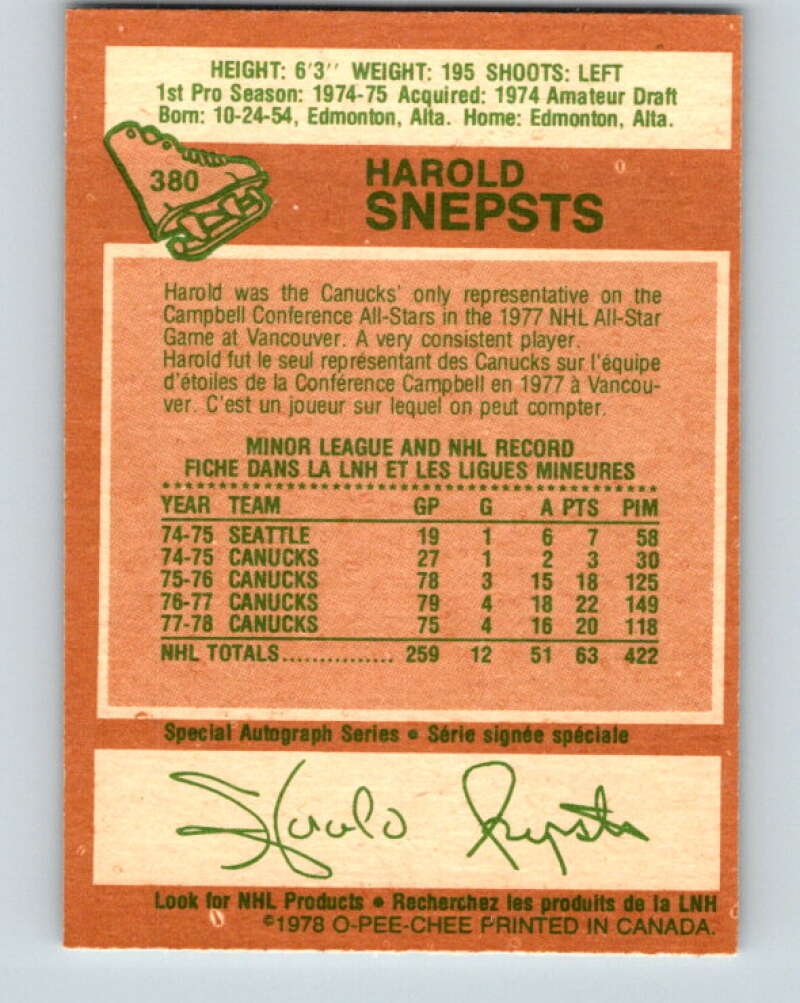 HEIGHT: 6'3'' WEIGHT: 195 SHOOTS: LEFT
1st Pro Season: 1974-75 Acquired: 1974 Amateur Draft
Born: 10-24-54, Edmonton, Alta. Home: Edmonton, Alta.
380
HAROLD
SNEPSTS
Harold was the Canucks' only representative on the
Campbell Conference All-Stars in the 1977 NHL All-Star
Game at Vancouver. A very consistent player.
Harold fut le seul représentant des Canucks sur l'équipe
d'étoiles de la Conférence Campbell en 1977 à Vancou-
ver. C'est un joueur sur lequel on peut compter.
MINOR LEAGUE AND NHL RECORD
FICHE DANS LA LNH ET LES LIGUES MINEURES
YEAR TEAM GP G A PTS PIM
74-75 SEATTLE 19 1 6 7 58
74-75 CANUCKS 27 1 2 3 30
75-76 CANUCKS 78 3 15 18 125
76-77 CANUCKS 79 4 18 22 149
77-78 CANUCKS 75 4 16 20 118
NHL TOTALS............... 259 12 51 63 422
Special Autograph Series • Série signée spéciale
Harold Snepsts
Look for NHL Products • Recherchez les produits de la LNH
©1978 O-PEE-CHEE PRINTED IN CANADA.